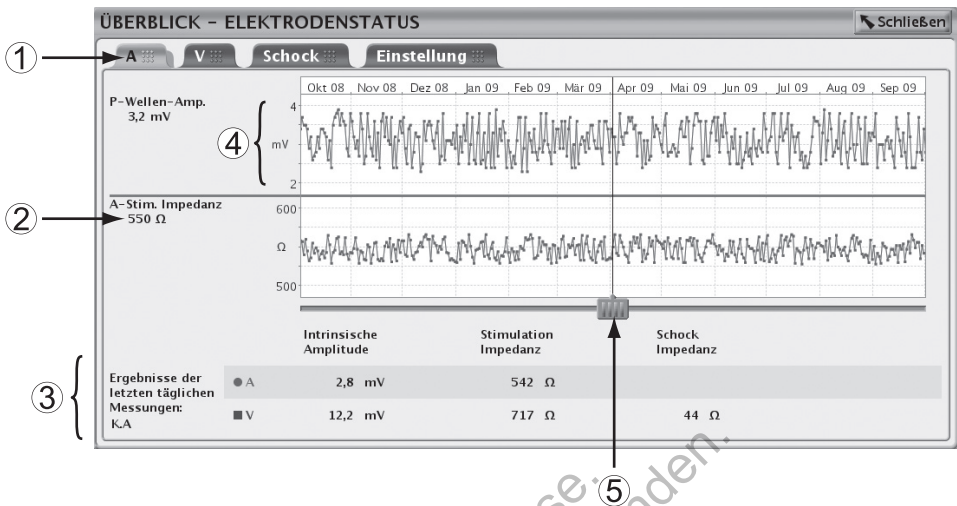 ÜBERBLICK – ELEKTRODENSTATUS
Schließen
A V Schock Einstellung
1
Okt 08 Nov 08 Dez 08 Jan 09 Feb 09 Mär 09 Apr 09 Mai 09 Jun 09 Jul 09 Aug 09 Sep 09
P-Wellen-Amp.
3,2 mV
4
4
mV
2
A-Stim. Impedanz
2
550 Ω
600
Ω
500
Intrinsische
Amplitude
Stimulation
Impedanz
Schock
Impedanz
3
Ergebnisse der
letzten täglichen
Messungen:
K.A
A 2,8 mV 542 Ω
V 12,2 mV 717 Ω 44 Ω
5